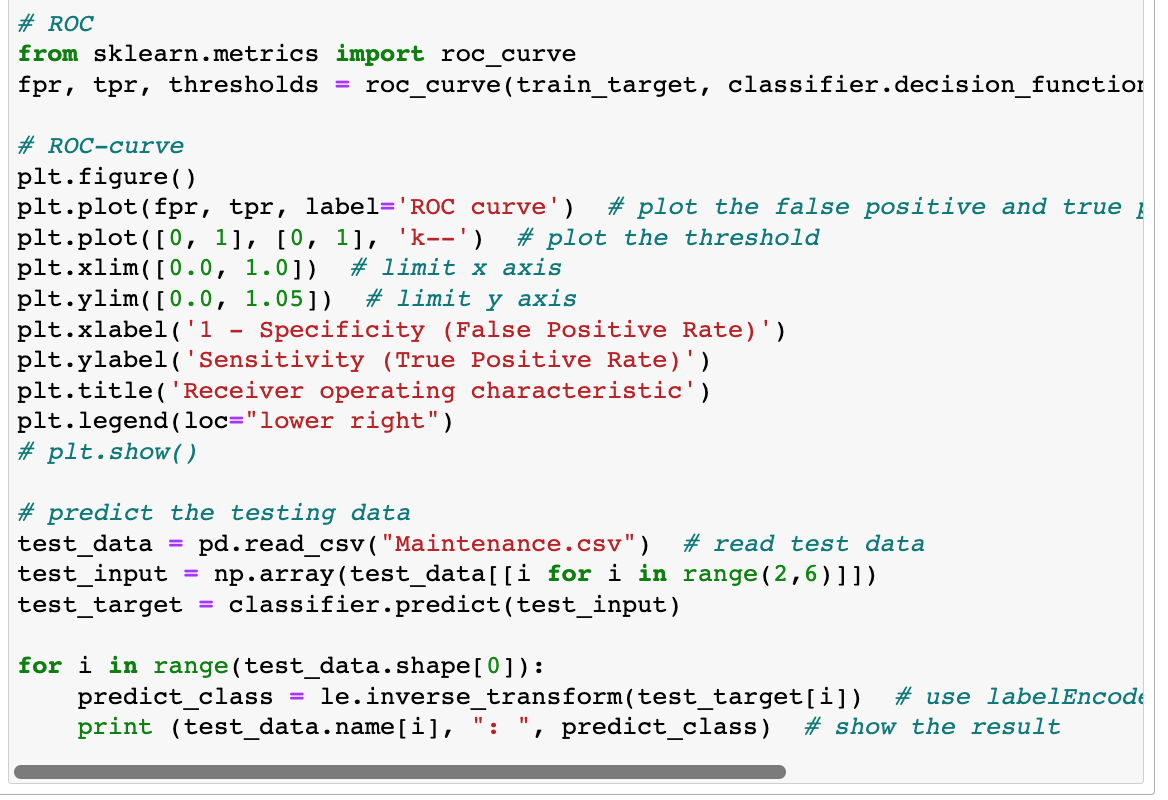 # ROC
from sklearn.metrics import roc_curve
fpr, tpr, thresholds = roc_curve(train_target, classifier.decision_function

# ROC-curve
plt.figure()
plt.plot(fpr, tpr, label='ROC curve')  # plot the false positive and true
plt.plot([0, 1], [0, 1], 'k--')  # plot the threshold
plt.xlim([0.0, 1.0])  # limit x axis
plt.ylim([0.0, 1.05])  # limit y axis
plt.xlabel('1 - Specificity (False Positive Rate)')
plt.ylabel('Sensitivity (True Positive Rate)')
plt.title('Receiver operating characteristic')
plt.legend(loc="lower right")
# plt.show()

# predict the testing data
test_data = pd.read_csv("Maintenance.csv")  # read test data
test_input = np.array(test_data[[i for i in range(2,6)]])
test_target = classifier.predict(test_input)

for i in range(test_data.shape[0]):
    predict_class = le.inverse_transform(test_target[i])  # use labelEncode
    print (test_data.name[i], ": ", predict_class)  # show the result